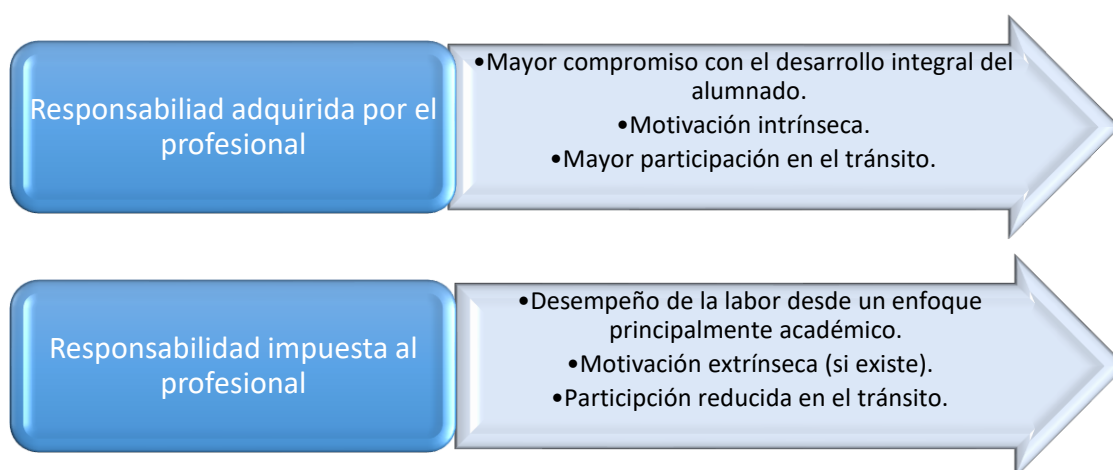 Responsabiliad adquirida por el
profesional
•Mayor compromiso con el desarrollo integral del
alumnado.
•Motivación intrínseca.
•Mayor participación en el tránsito.
Responsabilidad impuesta al
profesional
•Desempeño de la labor desde un enfoque
principalmente académico.
•Motivación extrínseca (si existe).
•Participción reducida en el tránsito.